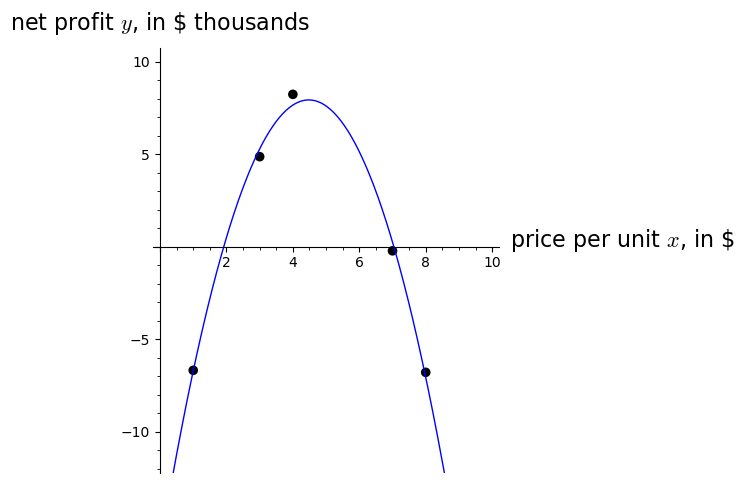 net profit y, in $ thousands
10
5
price per unit x, in $
2 4 6 8 10
−5
−10